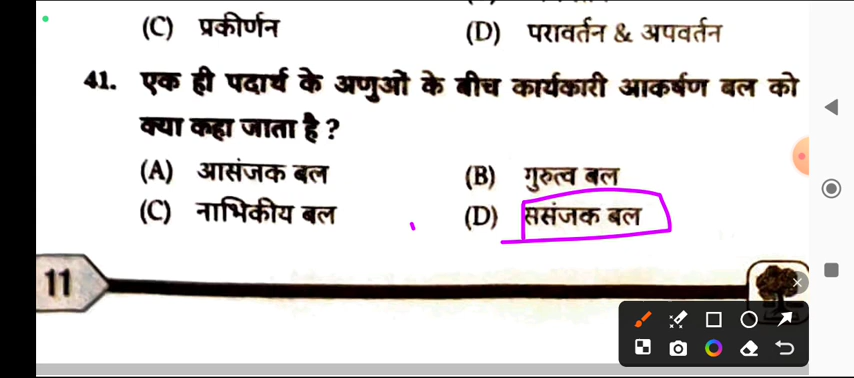 (C) प्रकीर्णन
(D) परावर्तन & अपवर्तन
41. एक ही पदार्थ के अणुओं के बीच कार्यकारी आकर्षण बल को
क्या कहा जाता है ?
(A) आसंजक बल
(B) गुरुत्व बल
(C) नाभिकीय बल
(D) ससंजक बल
11